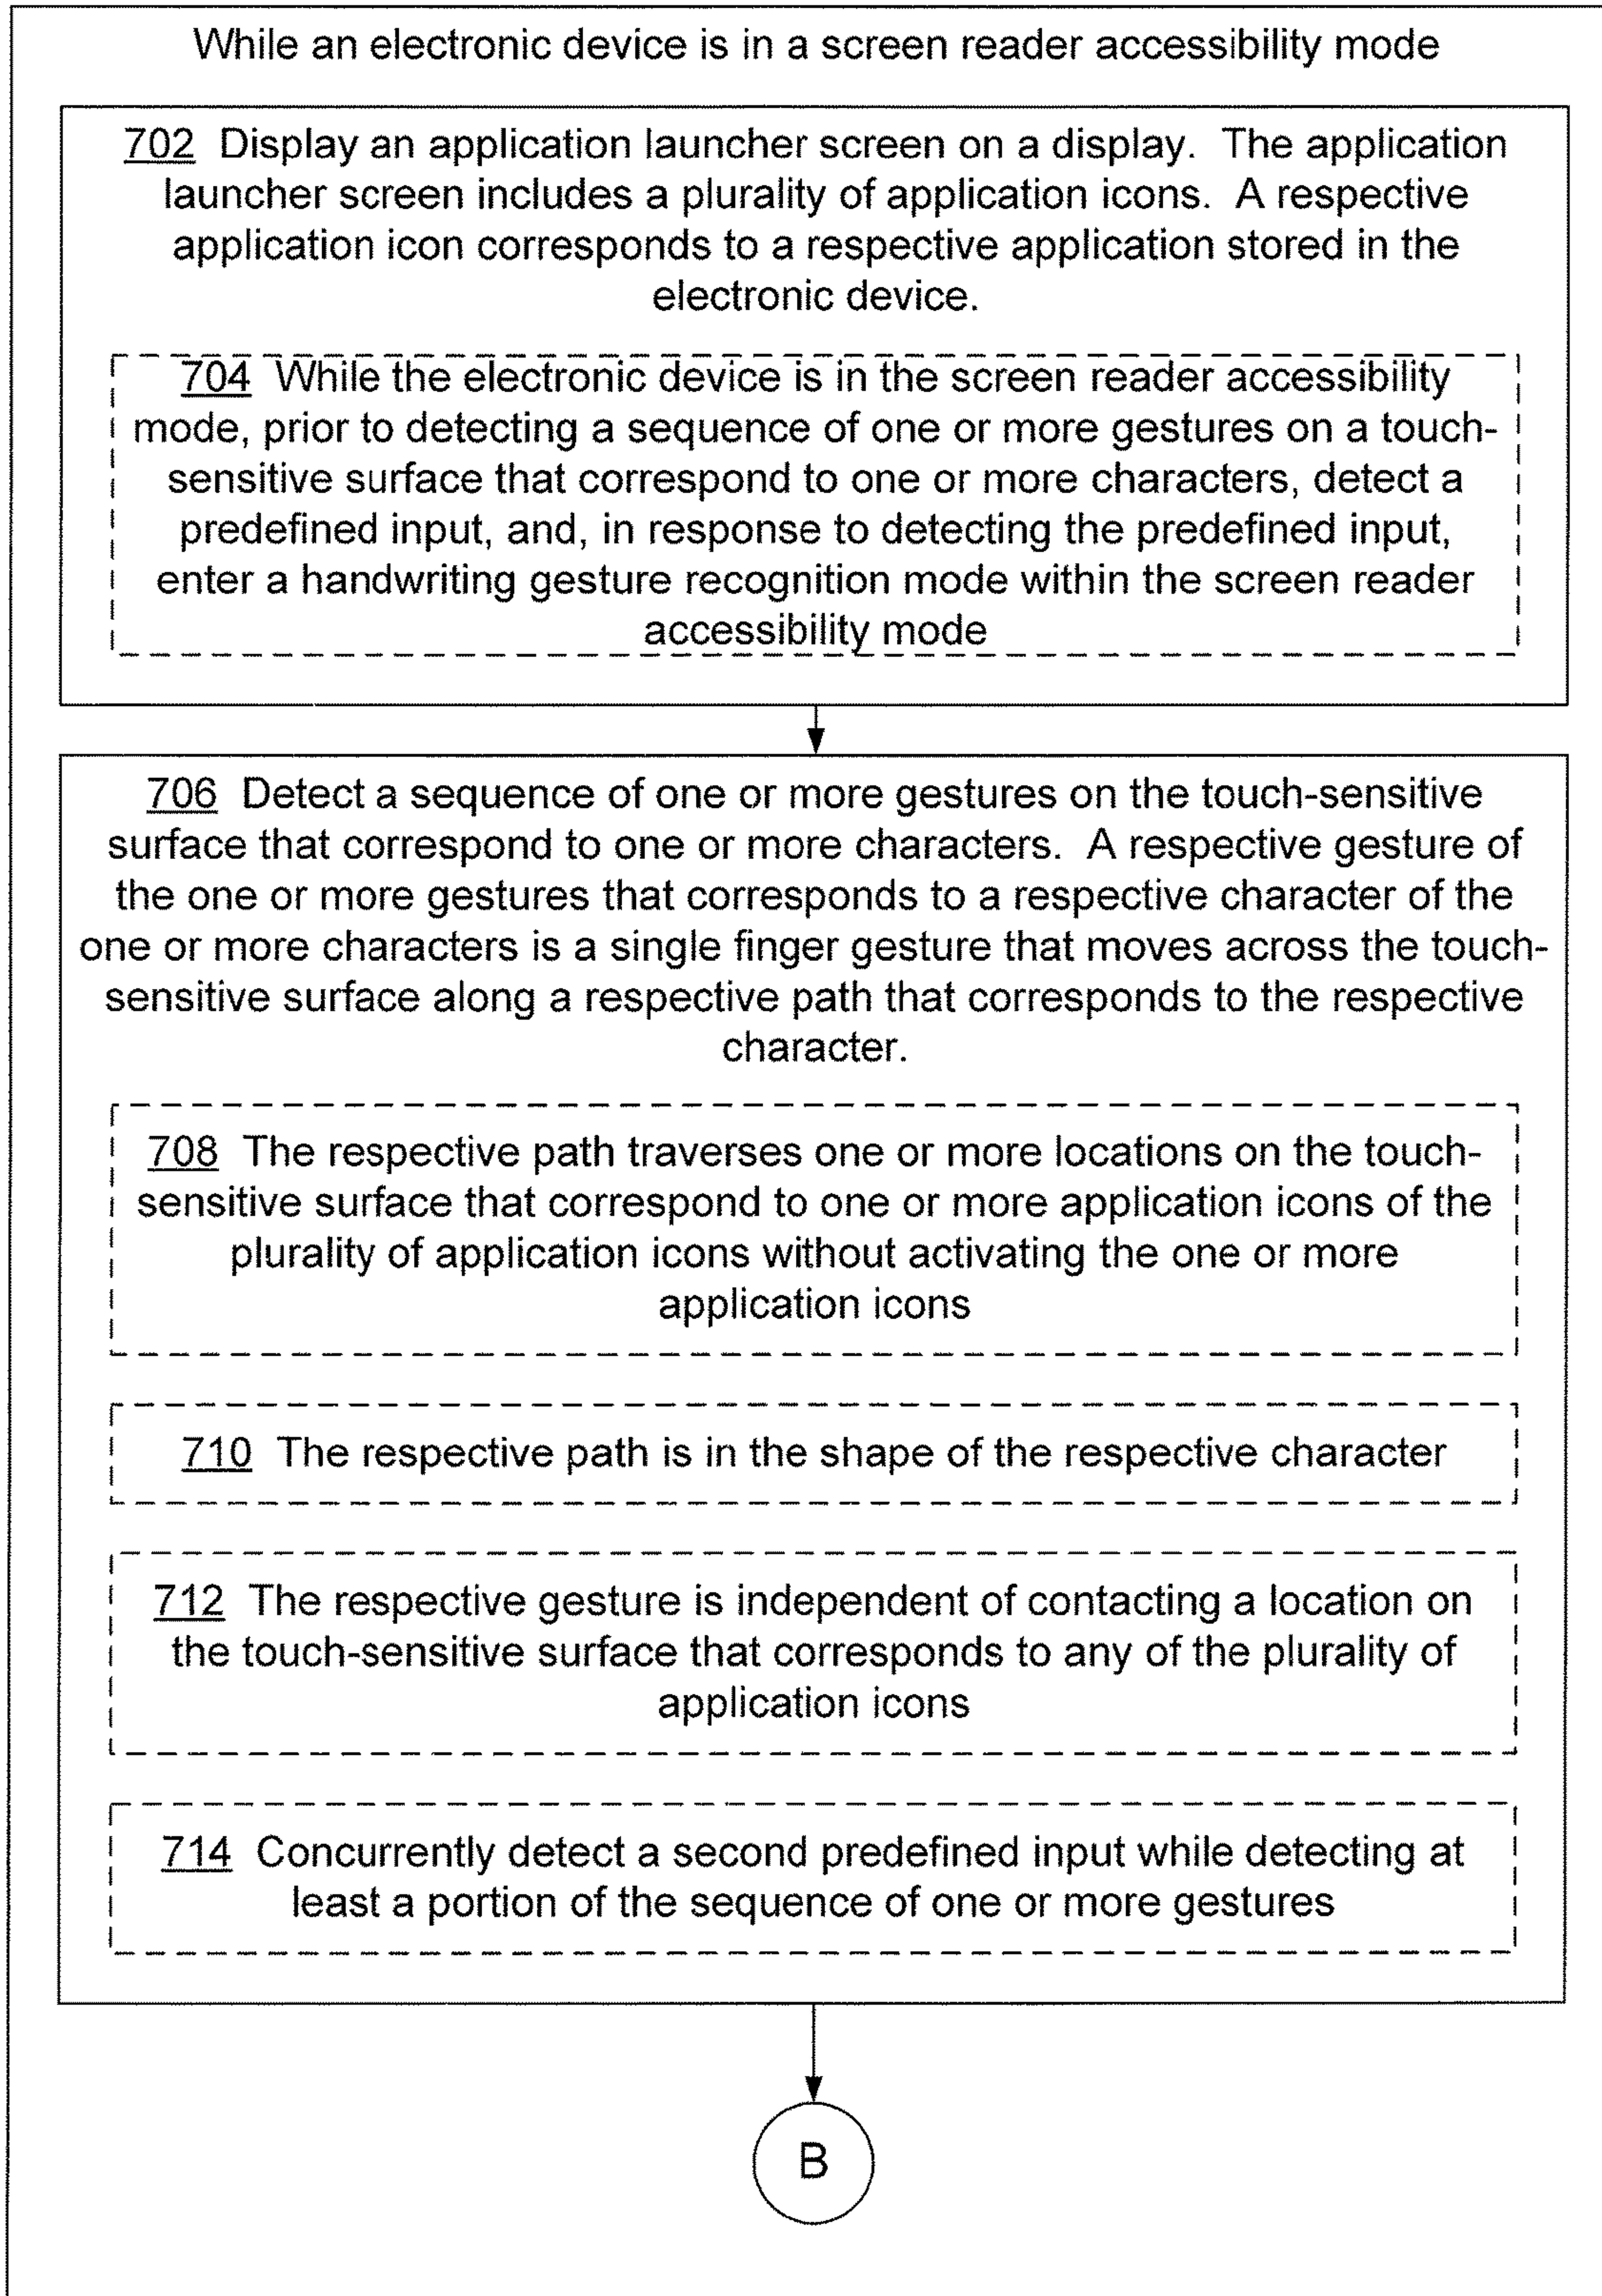 While an electronic device is in a screen reader accessibility mode
702 Display an application launcher screen on a display. The application
launcher screen includes a plurality of application icons. A respective
application icon corresponds to a respective application stored in the
electronic device.
704 While the electronic device is in the screen reader accessibility
mode, prior to detecting a sequence of one or more gestures on a touch-
sensitive surface that correspond to one or more characters, detect a
predefined input, and, in response to detecting the predefined input,
enter a handwriting gesture recognition mode within the screen reader
accessibility mode
706 Detect a sequence of one or more gestures on the touch-sensitive
surface that correspond to one or more characters. A respective gesture of
the one or more gestures that corresponds to a respective character of the
one or more characters is a single finger gesture that moves across the touch-
sensitive surface along a respective path that corresponds to the respective
character.
708 The respective path traverses one or more locations on the touch-
sensitive surface that correspond to one or more application icons of the
plurality of application icons without activating the one or more
application icons
710 The respective path is in the shape of the respective character
712 The respective gesture is independent of contacting a location on
the touch-sensitive surface that corresponds to any of the plurality of
application icons
714 Concurrently detect a second predefined input while detecting at
least a portion of the sequence of one or more gestures
B